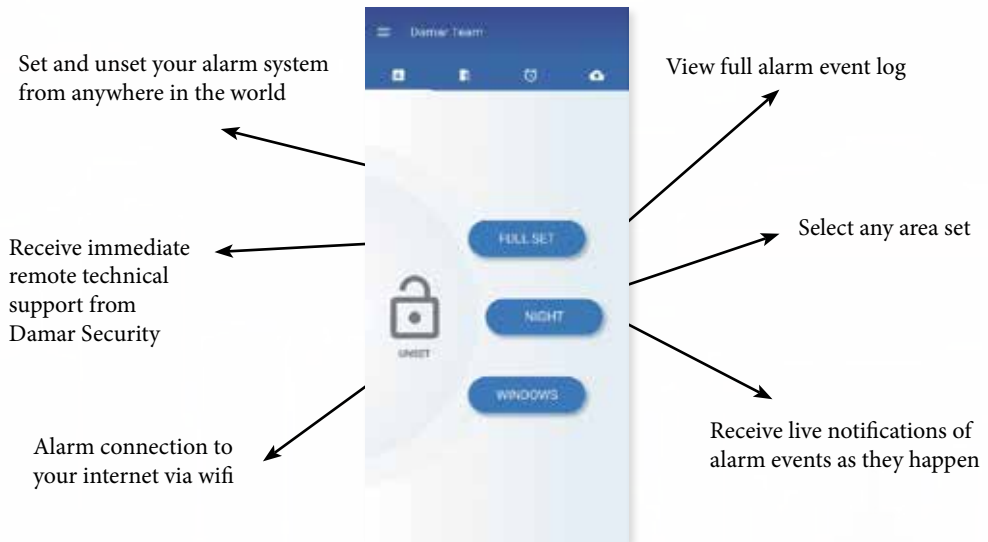 Damar Team
Set and unset your alarm system
from anywhere in the world
View full alarm event log
FULL SET
Select any area set
Receive immediate
remote technical
support from
Damar Security
NIGHT
UNSET
WINDOWS
Alarm connection to
your internet via wifi
Receive live notifications of
alarm events as they happen